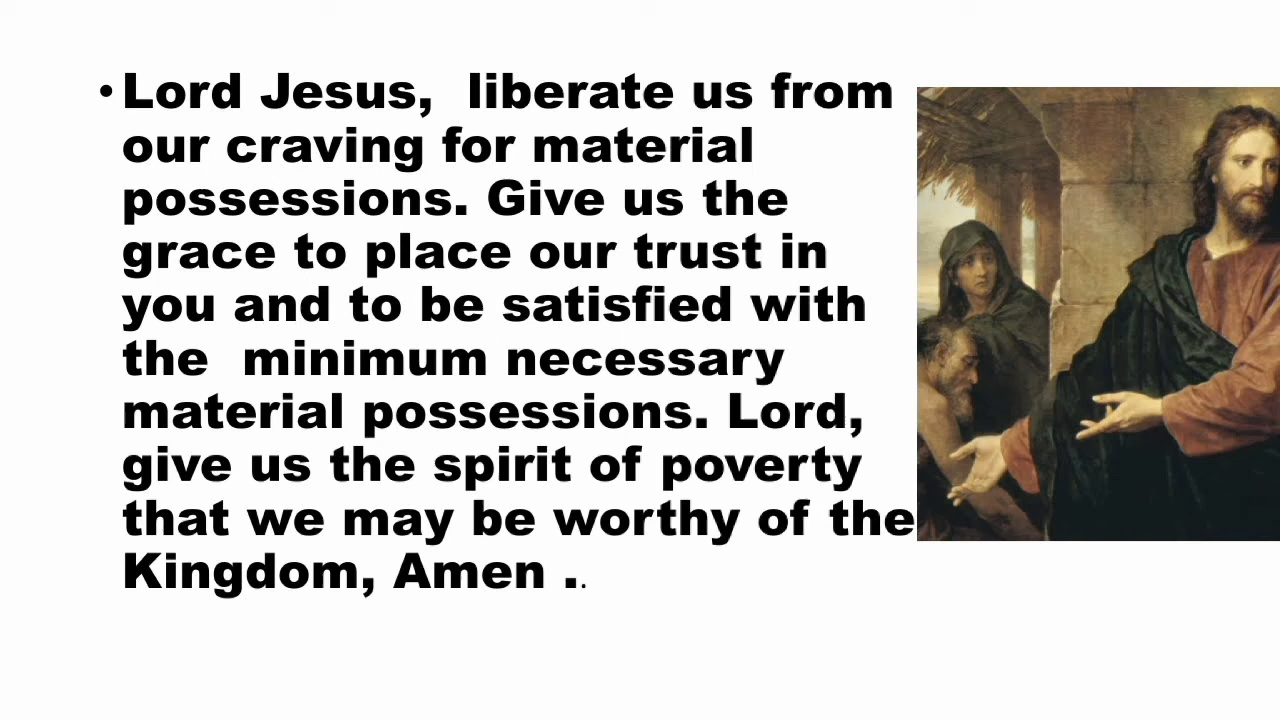 •Lord Jesus,  liberate us from
our craving for material
possessions. Give us the
grace to place our trust in
you and to be satisfied with
the  minimum necessary
material possessions. Lord,
give us the spirit of poverty
that we may be worthy of the
Kingdom, Amen ..